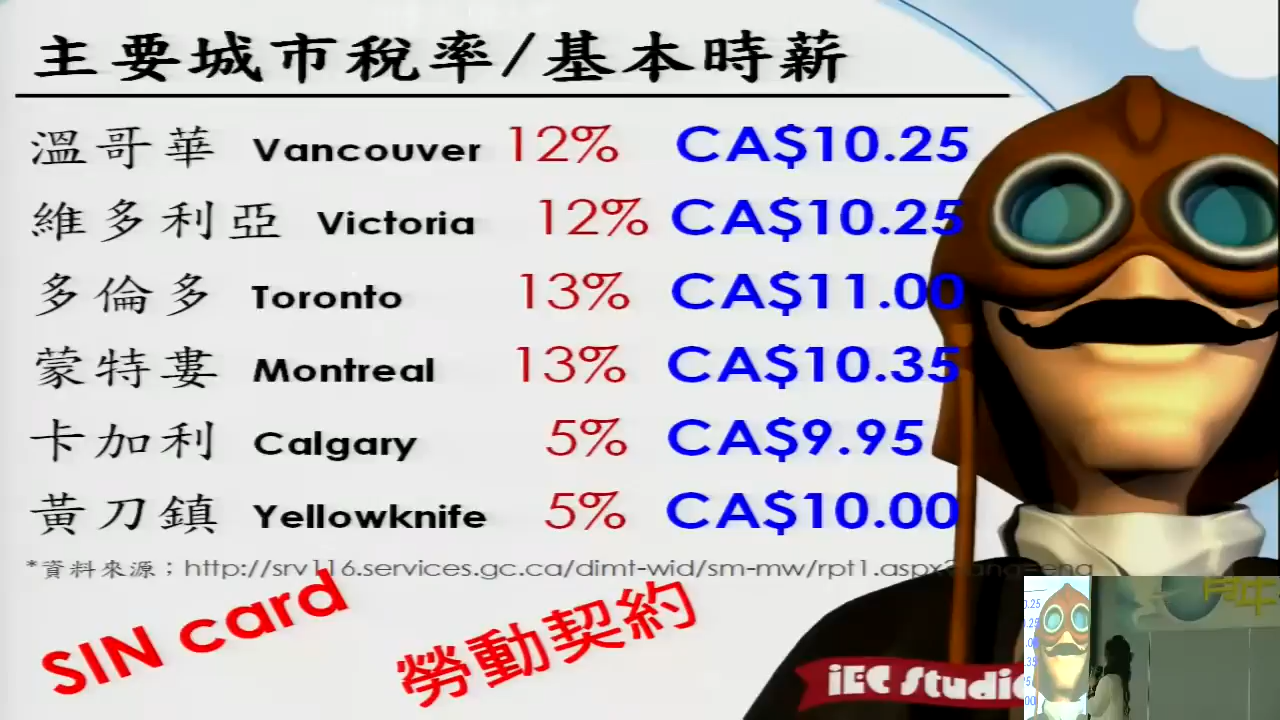 主要城市稅率/基本時薪
溫哥華 Vancouver 12% CA$10.25
維多利亞 Victoria 12% CA$10.25
多倫多 Toronto 13% CA$11.00
蒙特婁 Montreal 13% CA$10.35
卡加利 Calgary 5% CA$9.95
黃刀鎮 Yellowknife 5% CA$10.00
*資料來源；http://srv116.services.gc.ca/dimt-wid/sm-mw/rpt1.aspx?lang=eng
SIN card
勞動契約
iEC Studio